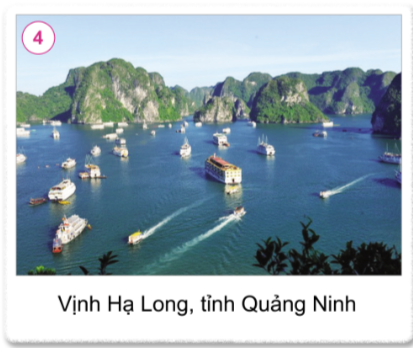 4
Vịnh Hạ Long, tỉnh Quảng Ninh